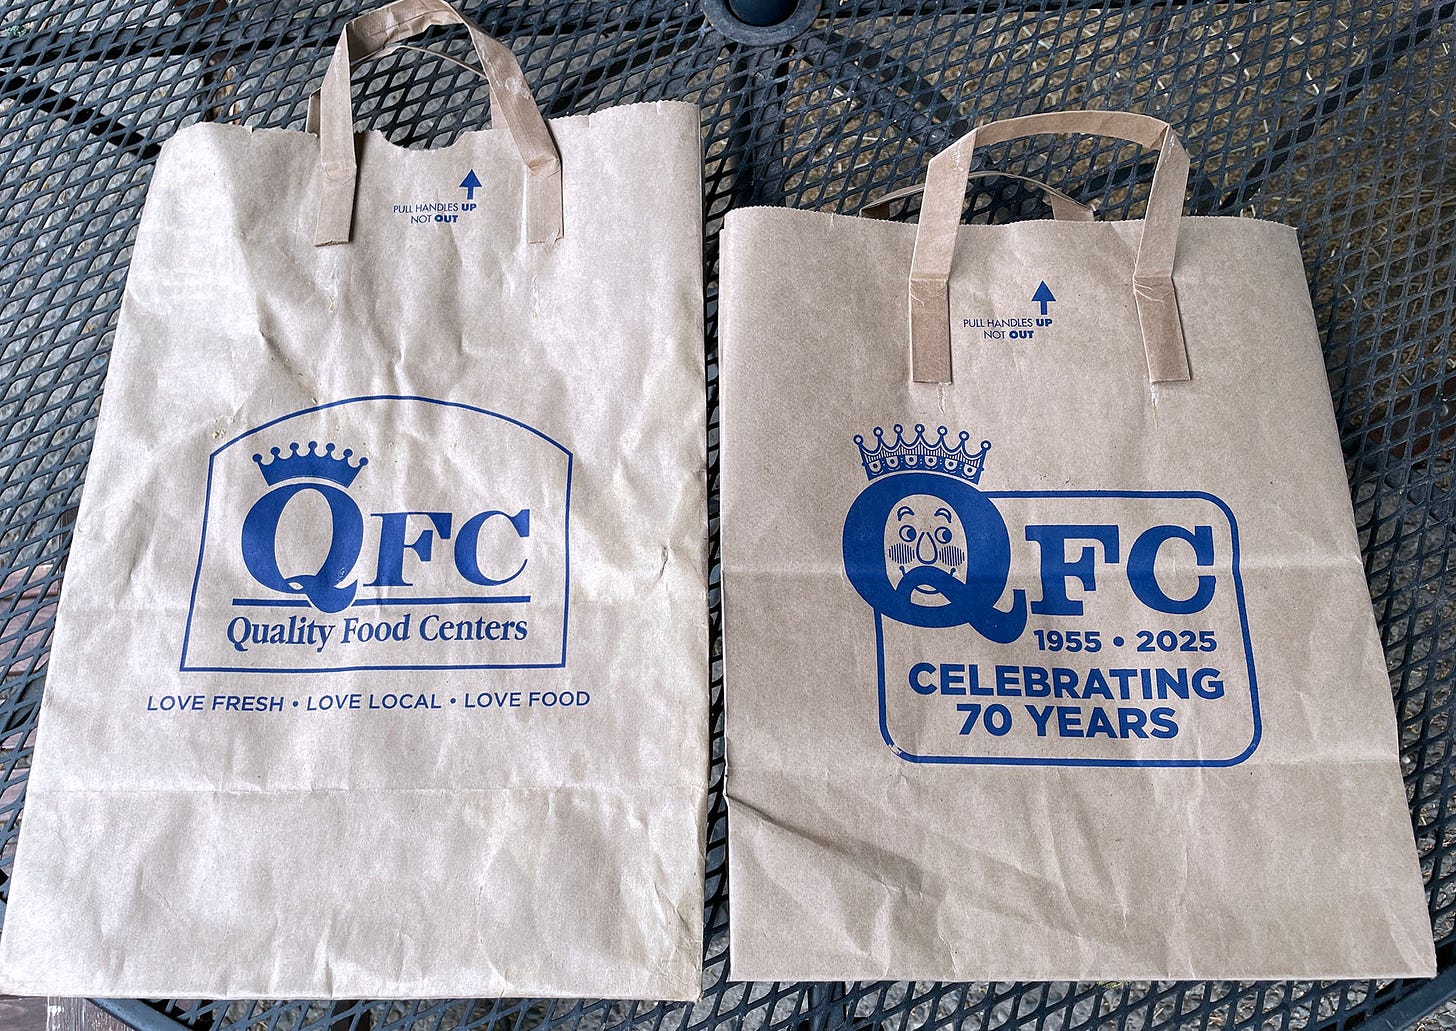 PULL HANDLES UP
NOT OUT
QFC
Quality Food Centers
LOVE FRESH • LOVE LOCAL • LOVE FOOD
PULL HANDLES UP
NOT OUT
QFC
1955 • 2025
CELEBRATING
70 YEARS